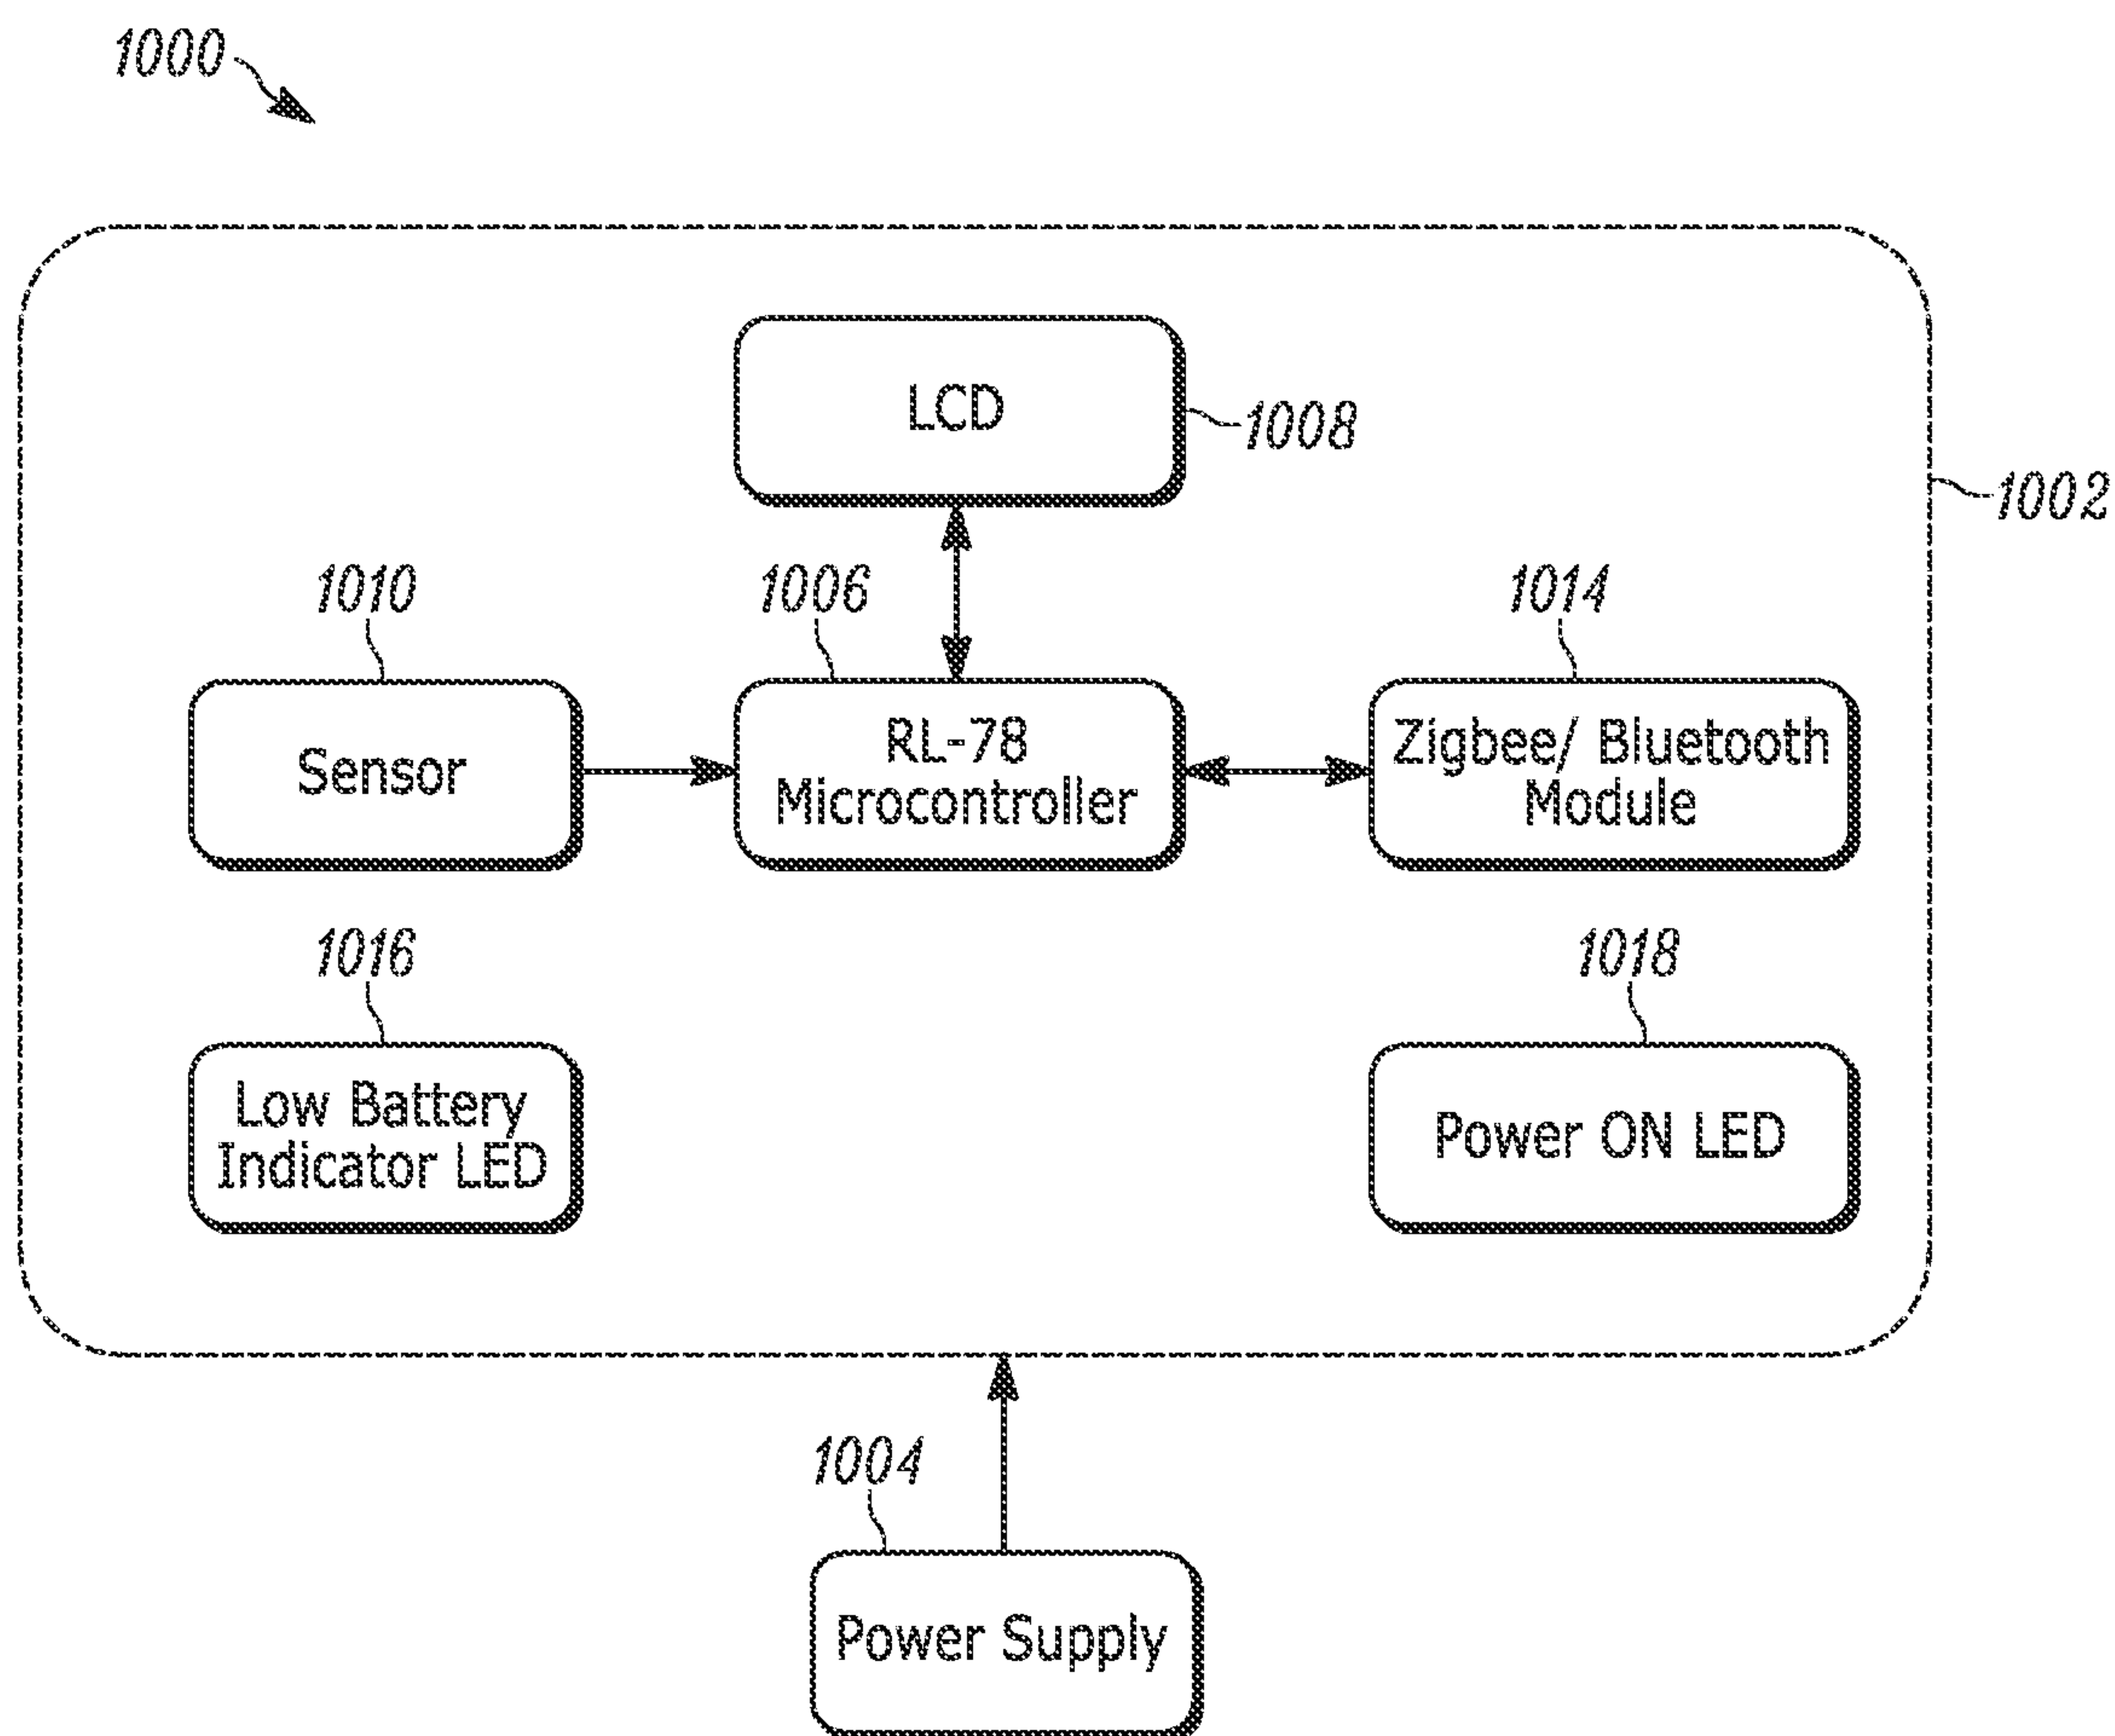 1000
LCD
1008
1002
1010
1006
1014
Sensor
RL-78
Microcontroller
Zigbee/ Bluetooth
Module
1016
1018
Low Battery
Indicator LED
Power ON LED
1004
Power Supply